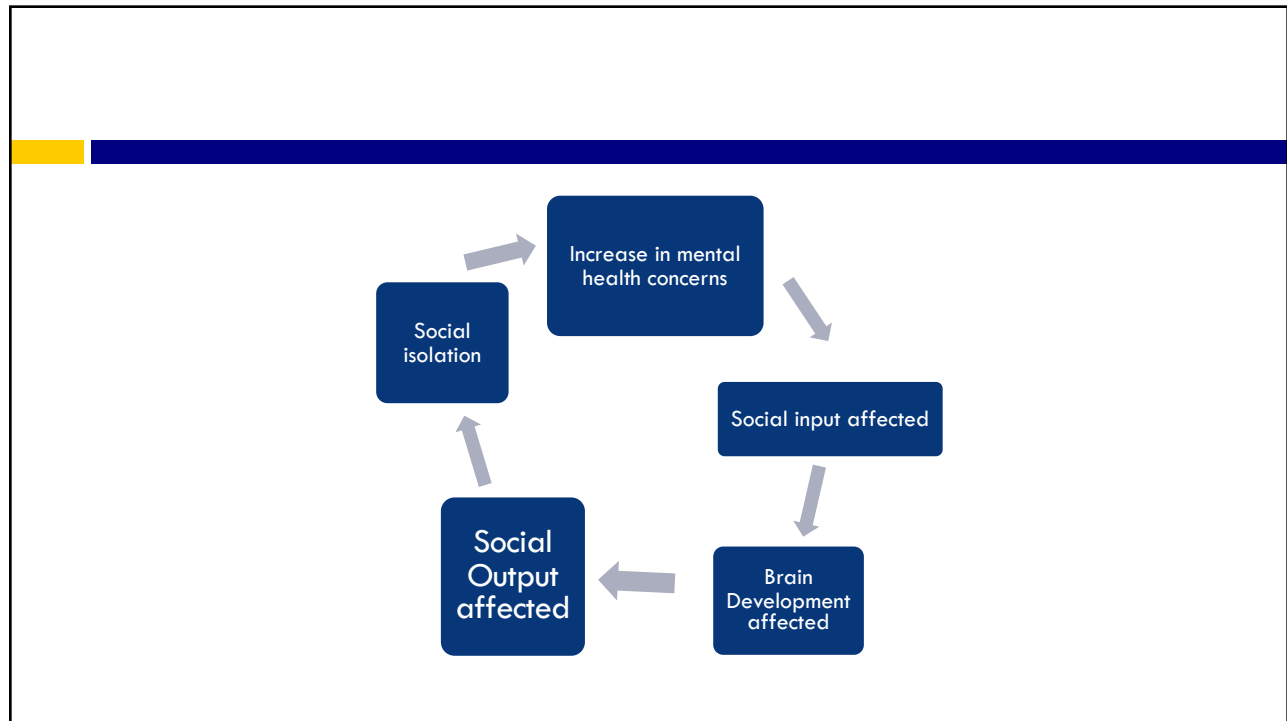 Increase in mental
health concerns
Social input affected
Brain
Development
affected
Social
Output
affected
Social
isolation